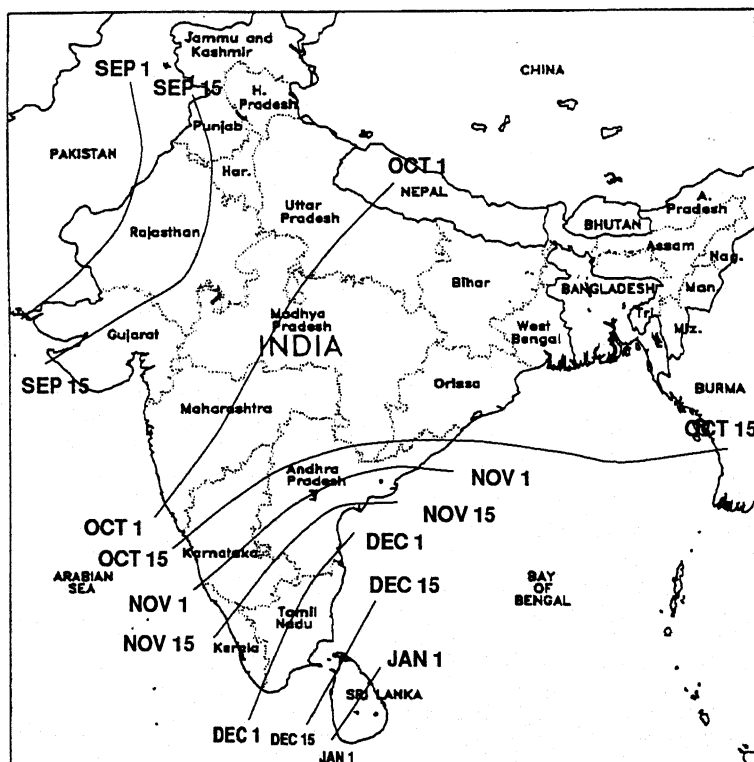 Jammu and
Kashmir
SEP 1
SEP 15
CHINA
H.
Pradesh
Punjab
PAKISTAN
Har.
OCT 1
NEPAL
A.
Pradesh
Uttar
Pradesh
BHUTAN
Rajasthan
Assam
Nag.
Bihar
BANGLADESH
Man.
Tri.
Miz.
Madhya
Pradesh
Gujarat
West
Bengal
INDIA
SEP 15
Orissa
BURMA
Maharashtra
OCT 15
Andhra
Pradesh
NOV 1
OCT 1
NOV 15
OCT 15
Karnataka
DEC 1
ARABIAN
SEA
DEC 15
BAY
OF
BENGAL
NOV 1
Tamil
Nadu
NOV 15
Kerala
JAN 1
SRI LANKA
DEC 1
DEC 15
JAN 1